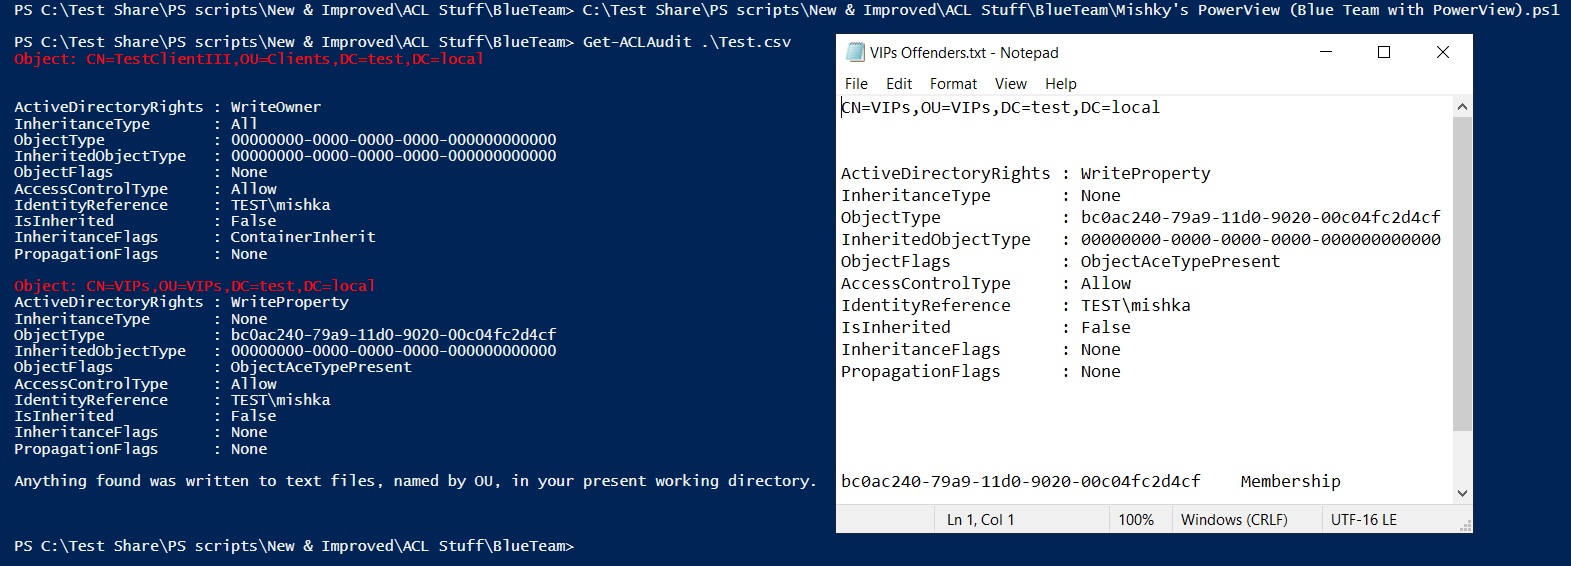 PS C:\Test Share\PS scripts\New & Improved\ACL Stuff\BlueTeam> C:\Test Share\PS scripts\New & Improved\ACL Stuff\BlueTeam\Mishky's PowerView (Blue Team with PowerView).ps1
PS C:\Test Share\PS scripts\New & Improved\ACL Stuff\BlueTeam> Get-ACLAudit .\Test.csv
Object: CN=TestClientIII,OU=Clients,DC=test,DC=local
ActiveDirectoryRights : WriteOwner
InheritanceType : All
ObjectType : 00000000-0000-0000-0000-000000000000
InheritedObjectType : 00000000-0000-0000-0000-000000000000
ObjectFlags : None
AccessControlType : Allow
IdentityReference : TEST\mishka
IsInherited : False
InheritanceFlags : ContainerInherit
PropagationFlags : None
Object: CN=VIPs,OU=VIPs,DC=test,DC=local
ActiveDirectoryRights : WriteProperty
InheritanceType : None
ObjectType : bc0ac240-79a9-11d0-9020-00c04fc2d4cf
InheritedObjectType : 00000000-0000-0000-0000-000000000000
ObjectFlags : ObjectAceTypePresent
AccessControlType : Allow
IdentityReference : TEST\mishka
IsInherited : False
InheritanceFlags : None
PropagationFlags : None
Anything found was written to text files, named by OU, in your present working directory.
PS C:\Test Share\PS scripts\New & Improved\ACL Stuff\BlueTeam>
VIPs Offenders.txt - Notepad
File Edit Format View Help
CN=VIPs,OU=VIPs,DC=test,DC=local
ActiveDirectoryRights : WriteProperty
InheritanceType : None
ObjectType : bc0ac240-79a9-11d0-9020-00c04fc2d4cf
InheritedObjectType : 00000000-0000-0000-0000-000000000000
ObjectFlags : ObjectAceTypePresent
AccessControlType : Allow
IdentityReference : TEST\mishka
IsInherited : False
InheritanceFlags : None
PropagationFlags : None
bc0ac240-79a9-11d0-9020-00c04fc2d4cf Membership
Ln 1, Col 1 100% Windows (CRLF) UTF-16 LE